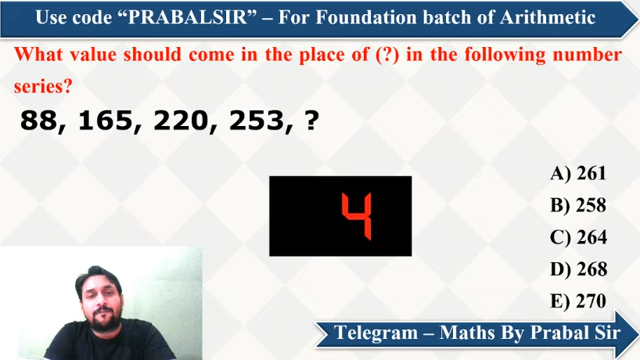 Use code “PRABALSIR” – For Foundation batch of Arithmetic
What value should come in the place of (?) in the following number
series?
88, 165, 220, 253, ?
4
A) 261
B) 258
C) 264
D) 268
E) 270
Telegram – Maths By Prabal Sir